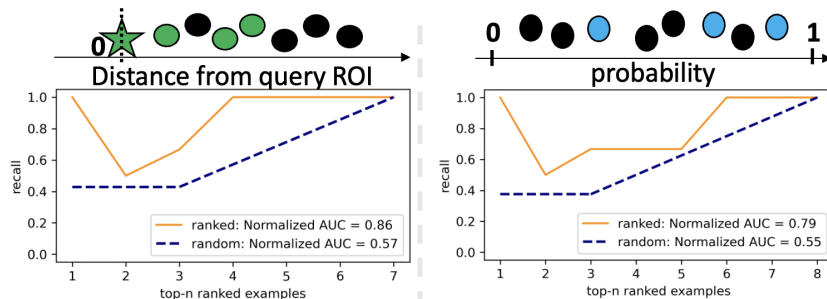 0
Distance from query ROI
1.0
0.8
0.6
0.4
0.2
0.0
recall
ranked: Normalized AUC = 0.86
random: Normalized AUC = 0.57
1 2 3 4 5 6 7
top-n ranked examples
0 1
probability
1.0
0.8
0.6
0.4
0.2
0.0
recall
ranked: Normalized AUC = 0.79
random: Normalized AUC = 0.55
1 2 3 4 5 6 7 8
top-n ranked examples